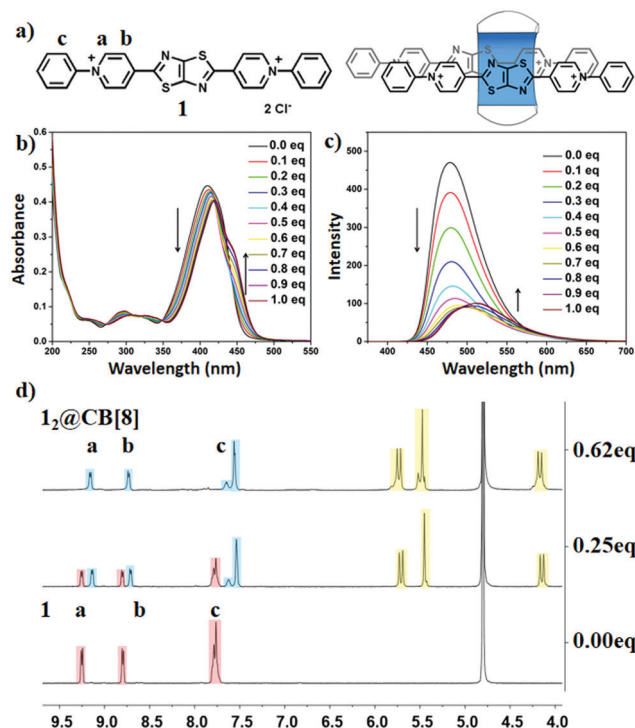 a)
c a b
N
S
N
+
N
+
S
N
1
2 Cl⁻
N
S
N
+
N
+
S
N
N
S
N
+
N
+
S
N
b)
0.6
0.5
0.4
0.3
0.2
0.1
0.0
Absorbance
0.0 eq
0.1 eq
0.2 eq
0.3 eq
0.4 eq
0.5 eq
0.6 eq
0.7 eq
0.8 eq
0.9 eq
1.0 eq
200 250 300 350 400 450 500 550
Wavelength (nm)
c)
500
400
300
200
100
0
Intensity
0.0 eq
0.1 eq
0.2 eq
0.3 eq
0.4 eq
0.5 eq
0.6 eq
0.7 eq
0.8 eq
0.9 eq
1.0 eq
400 450 500 550 600 700
Wavelength (nm)
d)
1₂@CB[8]
a b c
0.62eq
0.25eq
1 a b c
0.00eq
9.5 9.0 8.5 8.0 7.5 7.0 6.5 6.0 5.5 5.0 4.5 4.0